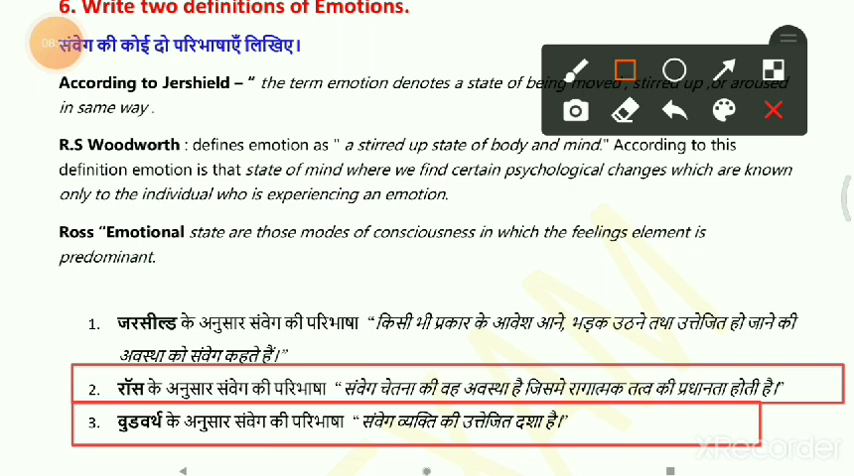 6. Write two definitions of Emotions.
संवेग की कोई दो परिभाषाएँ लिखिए।
According to Jershield – “ the term emotion denotes a state of being moved , stirred up ,or aroused
in same way .
R.S Woodworth : defines emotion as " a stirred up state of body and mind." According to this
definition emotion is that state of mind where we find certain psychological changes which are known
only to the individual who is experiencing an emotion.
Ross “Emotional state are those modes of consciousness in which the feelings element is
predominant.
1. जरसील्ड के अनुसार संवेग की परिभाषा “ किसी भी प्रकार के आवेश आने, भड़क उठने तथा उत्तेजित हो जाने की
अवस्था को संवेग कहते हैं।”
2. रॉस के अनुसार संवेग की परिभाषा “ संवेग चेतना की वह अवस्था है जिसमे रागात्मक तत्व की प्रधानता होती है।”
3. वुडवर्थ के अनुसार संवेग की परिभाषा “ संवेग व्यक्ति की उत्तेजित दशा है।”
XRecorder